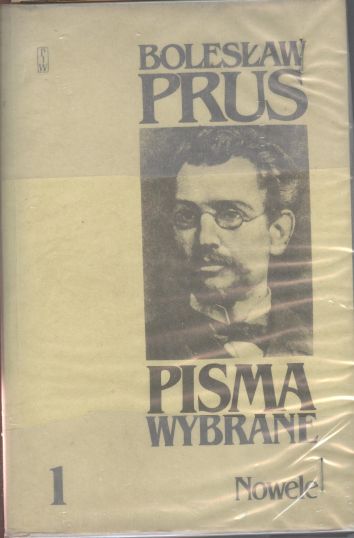 BOLESŁAW
PRUS
PISMA
WYBRANE
1
Nowele